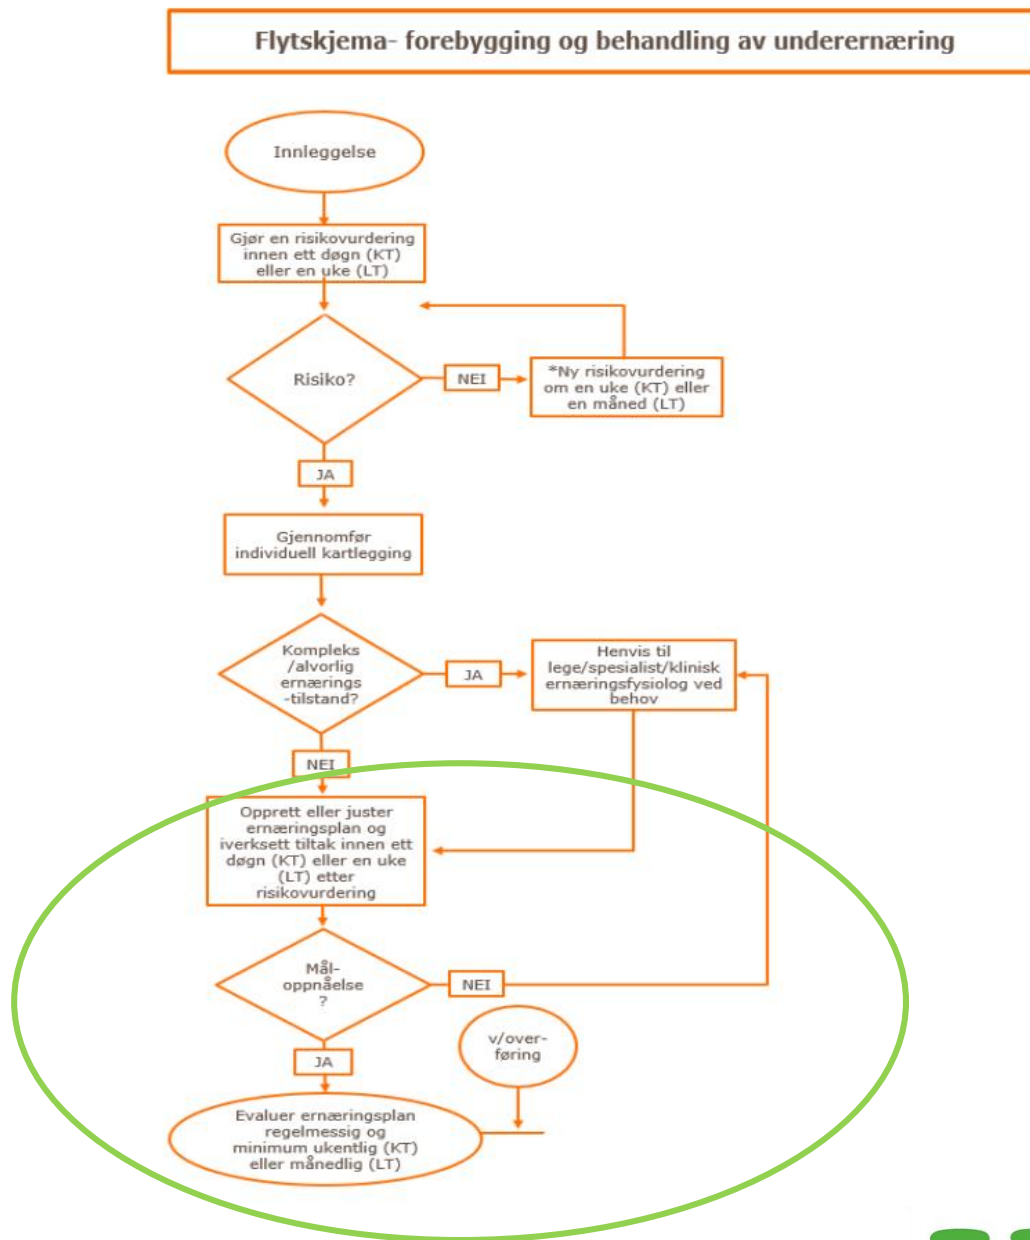 Flytskjema- forebygging og behandling av underernæring
Innleggelse
Gjør en risikovurdering
innen ett døgn (KT)
eller en uke (LT)
Risiko?
NEI
*Ny risikovurdering
om en uke (KT) eller
en måned (LT)
JA
Gjennomfør
individuell kartlegging
Kompleks
/alvorlig
ernærings
-tilstand?
JA
Henvis til
lege/spesialist/klinisk
ernæringsfysiolog ved
behov
NEI
Opprett eller juster
ernæringsplan og
iverksett tiltak innen ett
døgn (KT) eller en uke
(LT) etter
risikovurdering
Mål-
oppnåelse
?
NEI
v/over-
føring
JA
Evaluer ernæringsplan
regelmessig og
minimum ukentlig (KT)
eller månedlig (LT)